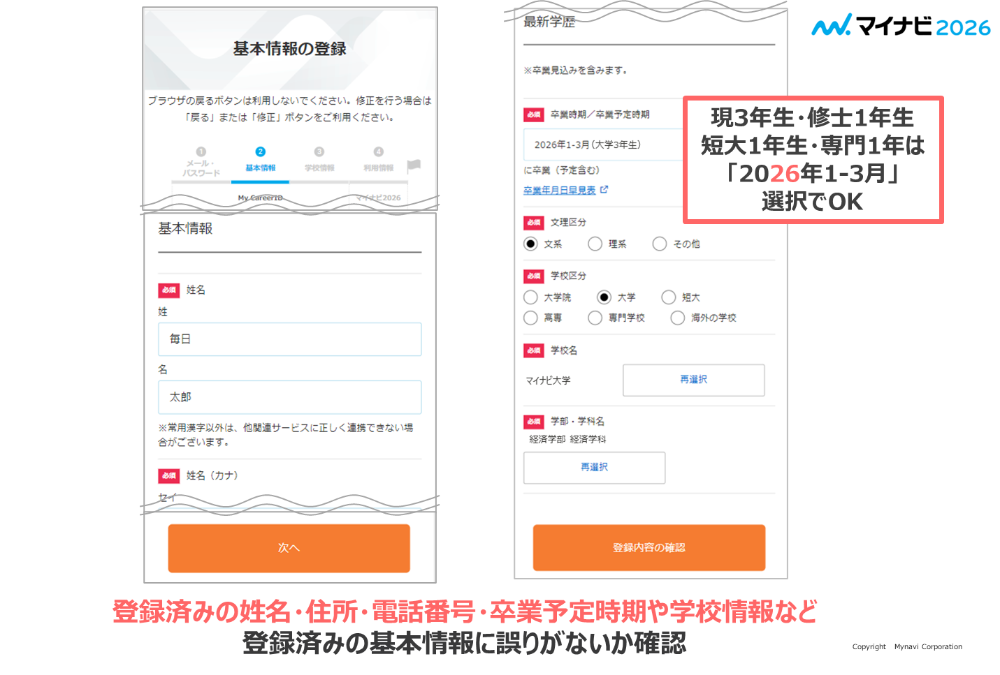 基本情報の登録
ブラウザの戻るボタンは利用しないでください。修正を行う場合は
「戻る」または「修正」ボタンをご利用ください。
1 2 3 4
メール・
パスワード 基本情報 学校情報 利用情報
My CareerID マイナビ2026
基本情報
必須 姓名
姓
毎日
名
太郎
※常用漢字以外は、他関連サービスに正しく連携できない場
合がございます。
必須 姓名（カナ）
セイ
次へ
最新学歴
※卒業見込みを含みます。
必須 卒業時期／卒業予定時期
2026年1-3月(大学3年生)
に卒業（予定含む）
卒業年月日早見表
必須 文理区分
文系 理系 その他
必須 学校区分
大学院 大学 短大
高専 専門学校 海外の学校
必須 学校名
マイナビ大学 再選択
必須 学部・学科名
経済学部 経済学科
再選択
登録内容の確認
マイナビ2026
現3年生・修士1年生
短大1年生・専門1年は
「2026年1-3月」
選択でOK
登録済みの姓名・住所・電話番号・卒業予定時期や学校情報など
登録済みの基本情報に誤りがないか確認
Copyright Mynavi Corporation